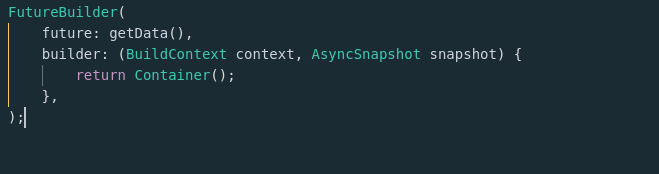 FutureBuilder(
    future: getData(),
    builder: (BuildContext context, AsyncSnapshot snapshot) {
        return Container();
    },
);